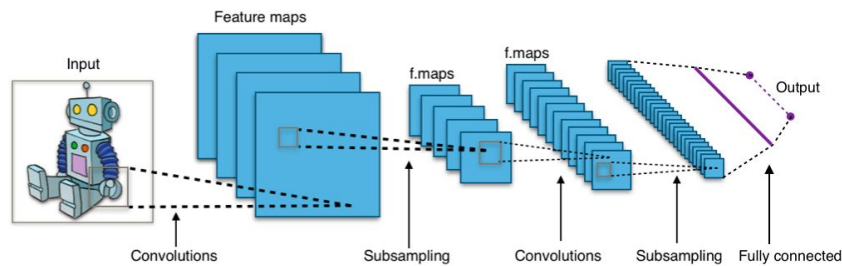 Feature maps
Input
f.maps
f.maps
Output
Convolutions
Subsampling
Convolutions
Subsampling
Fully connected